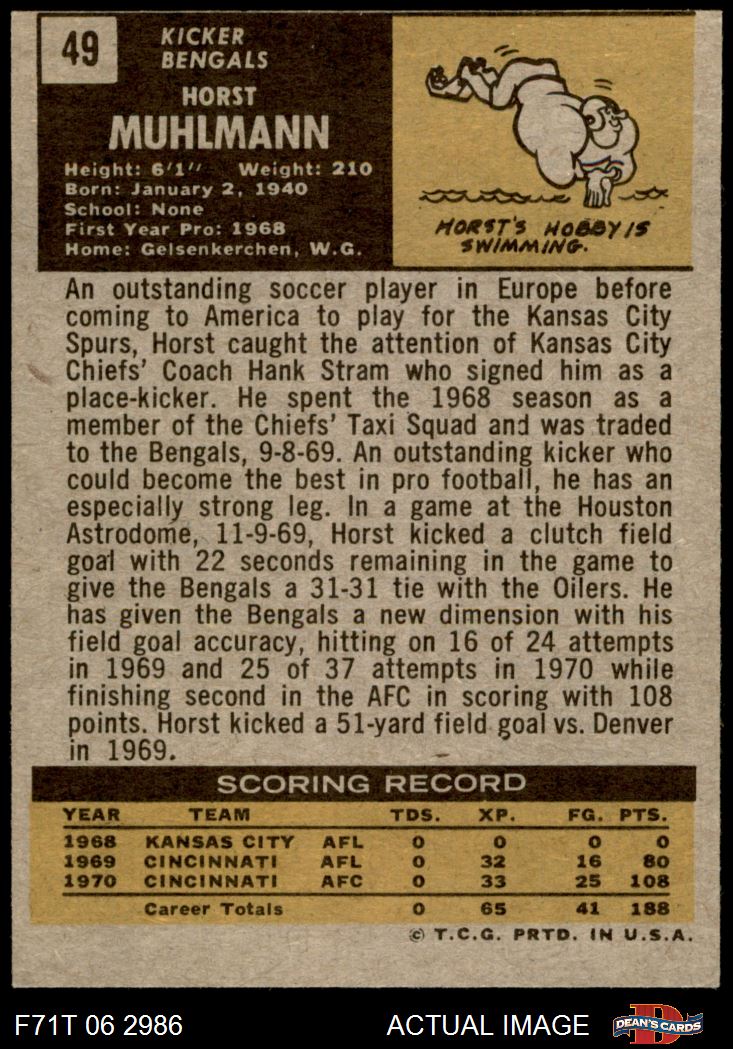 49
KICKER
BENGALS
HORST
MUHLMANN
Height: 6'1" Weight: 210
Born: January 2, 1940
School: None
First Year Pro: 1968
Home: Gelsenkerchen, W.G.
HORST'S HOBBY IS
SWIMMING.
An outstanding soccer player in Europe before
coming to America to play for the Kansas City
Spurs, Horst caught the attention of Kansas City
Chiefs' Coach Hank Stram who signed him as a
place-kicker. He spent the 1968 season as a
member of the Chiefs' Taxi Squad and was traded
to the Bengals, 9-8-69. An outstanding kicker who
could become the best in pro football, he has an
especially strong leg. In a game at the Houston
Astrodome, 11-9-69, Horst kicked a clutch field
goal with 22 seconds remaining in the game to
give the Bengals a 31-31 tie with the Oilers. He
has given the Bengals a new dimension with his
field goal accuracy, hitting on 16 of 24 attempts
in 1969 and 25 of 37 attempts in 1970 while
finishing second in the AFC in scoring with 108
points. Horst kicked a 51-yard field goal vs. Denver
in 1969.
SCORING RECORD
YEAR TEAM TDS. XP. FG. PTS.
1968 KANSAS CITY AFL 0 0 0 0
1969 CINCINNATI AFL 0 32 16 80
1970 CINCINNATI AFC 0 33 25 108
Career Totals 0 65 41 188
© T.C.G. PRTD. IN U.S.A.
F71T 06 2986 ACTUAL IMAGE D DEAN'S CARDS